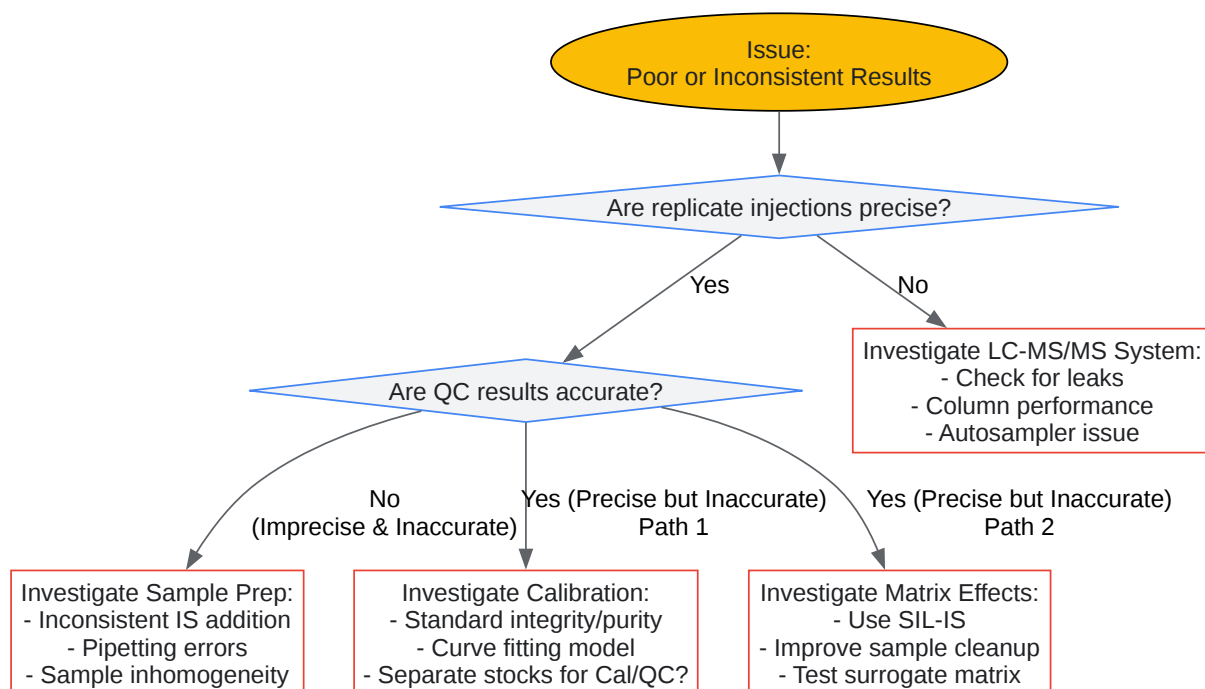 Issue:
Poor or Inconsistent Results
Are replicate injections precise?
Yes
No
Investigate LC-MS/MS System:
- Check for leaks
- Column performance
- Autosampler issue
Are QC results accurate?
No
(Imprecise & Inaccurate)
Yes (Precise but Inaccurate)
Path 1
Yes (Precise but Inaccurate)
Path 2
Investigate Sample Prep:
- Inconsistent IS addition
- Pipetting errors
- Sample inhomogeneity
Investigate Calibration:
- Standard integrity/purity
- Curve fitting model
- Separate stocks for Cal/QC?
Investigate Matrix Effects:
- Use SIL-IS
- Improve sample cleanup
- Test surrogate matrix